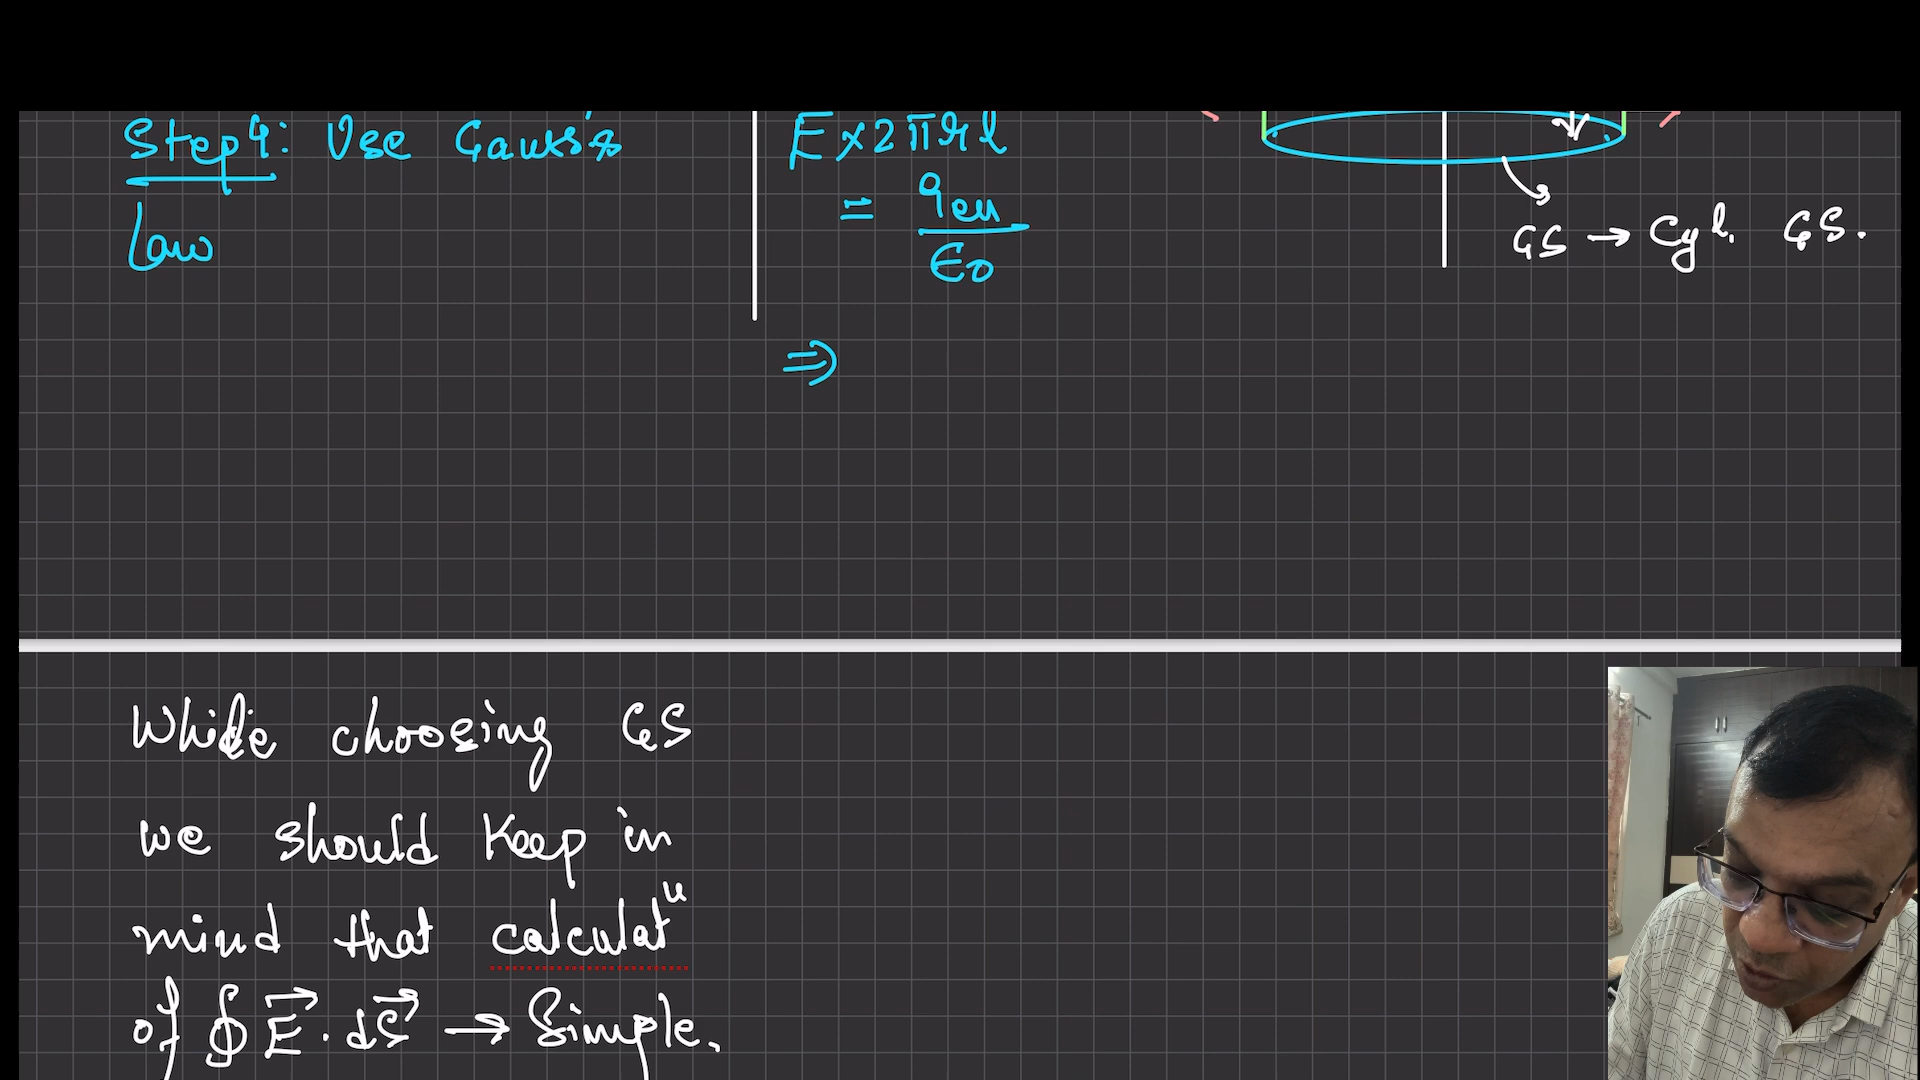 Step4: Use Gauss's
Law
E×2πrl
= qen
ϵ0
⇒
GS → Cyl. GS.
While choosing GS
we should keep in
mind that calculatⁿ
of ∮ E⃗ . dS⃗ → Simple.